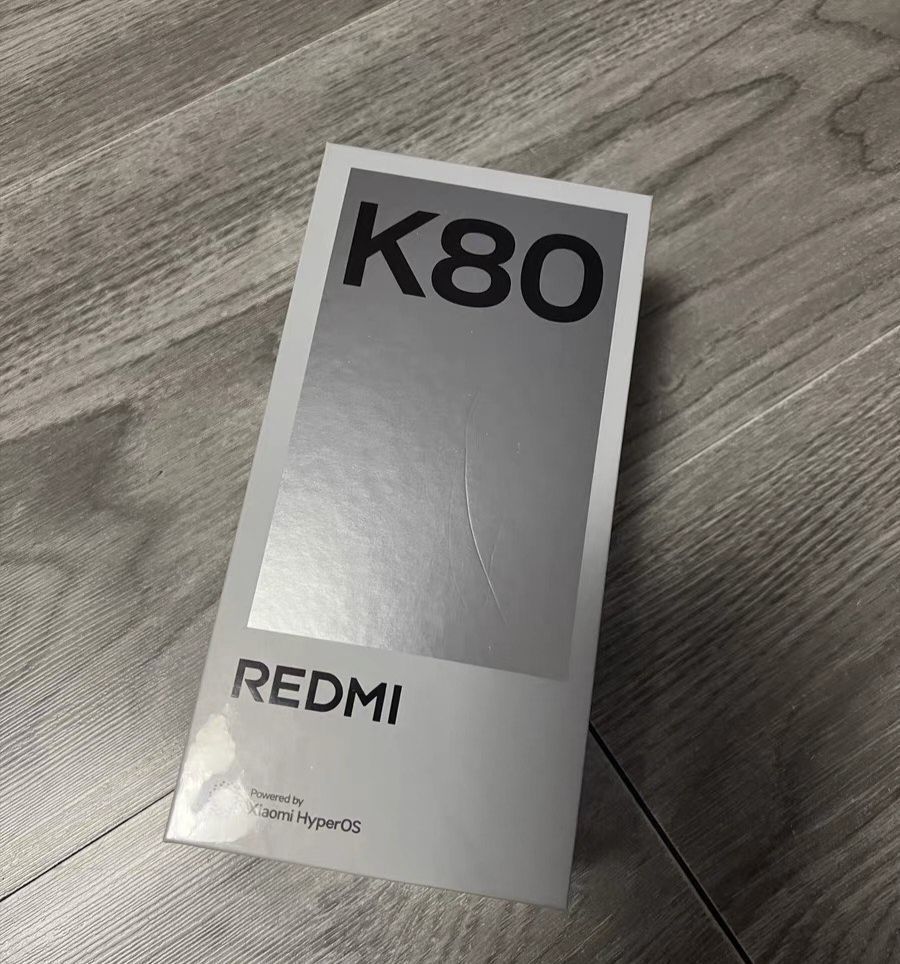 K80
REDMI
Powered by
Xiaomi HyperOS